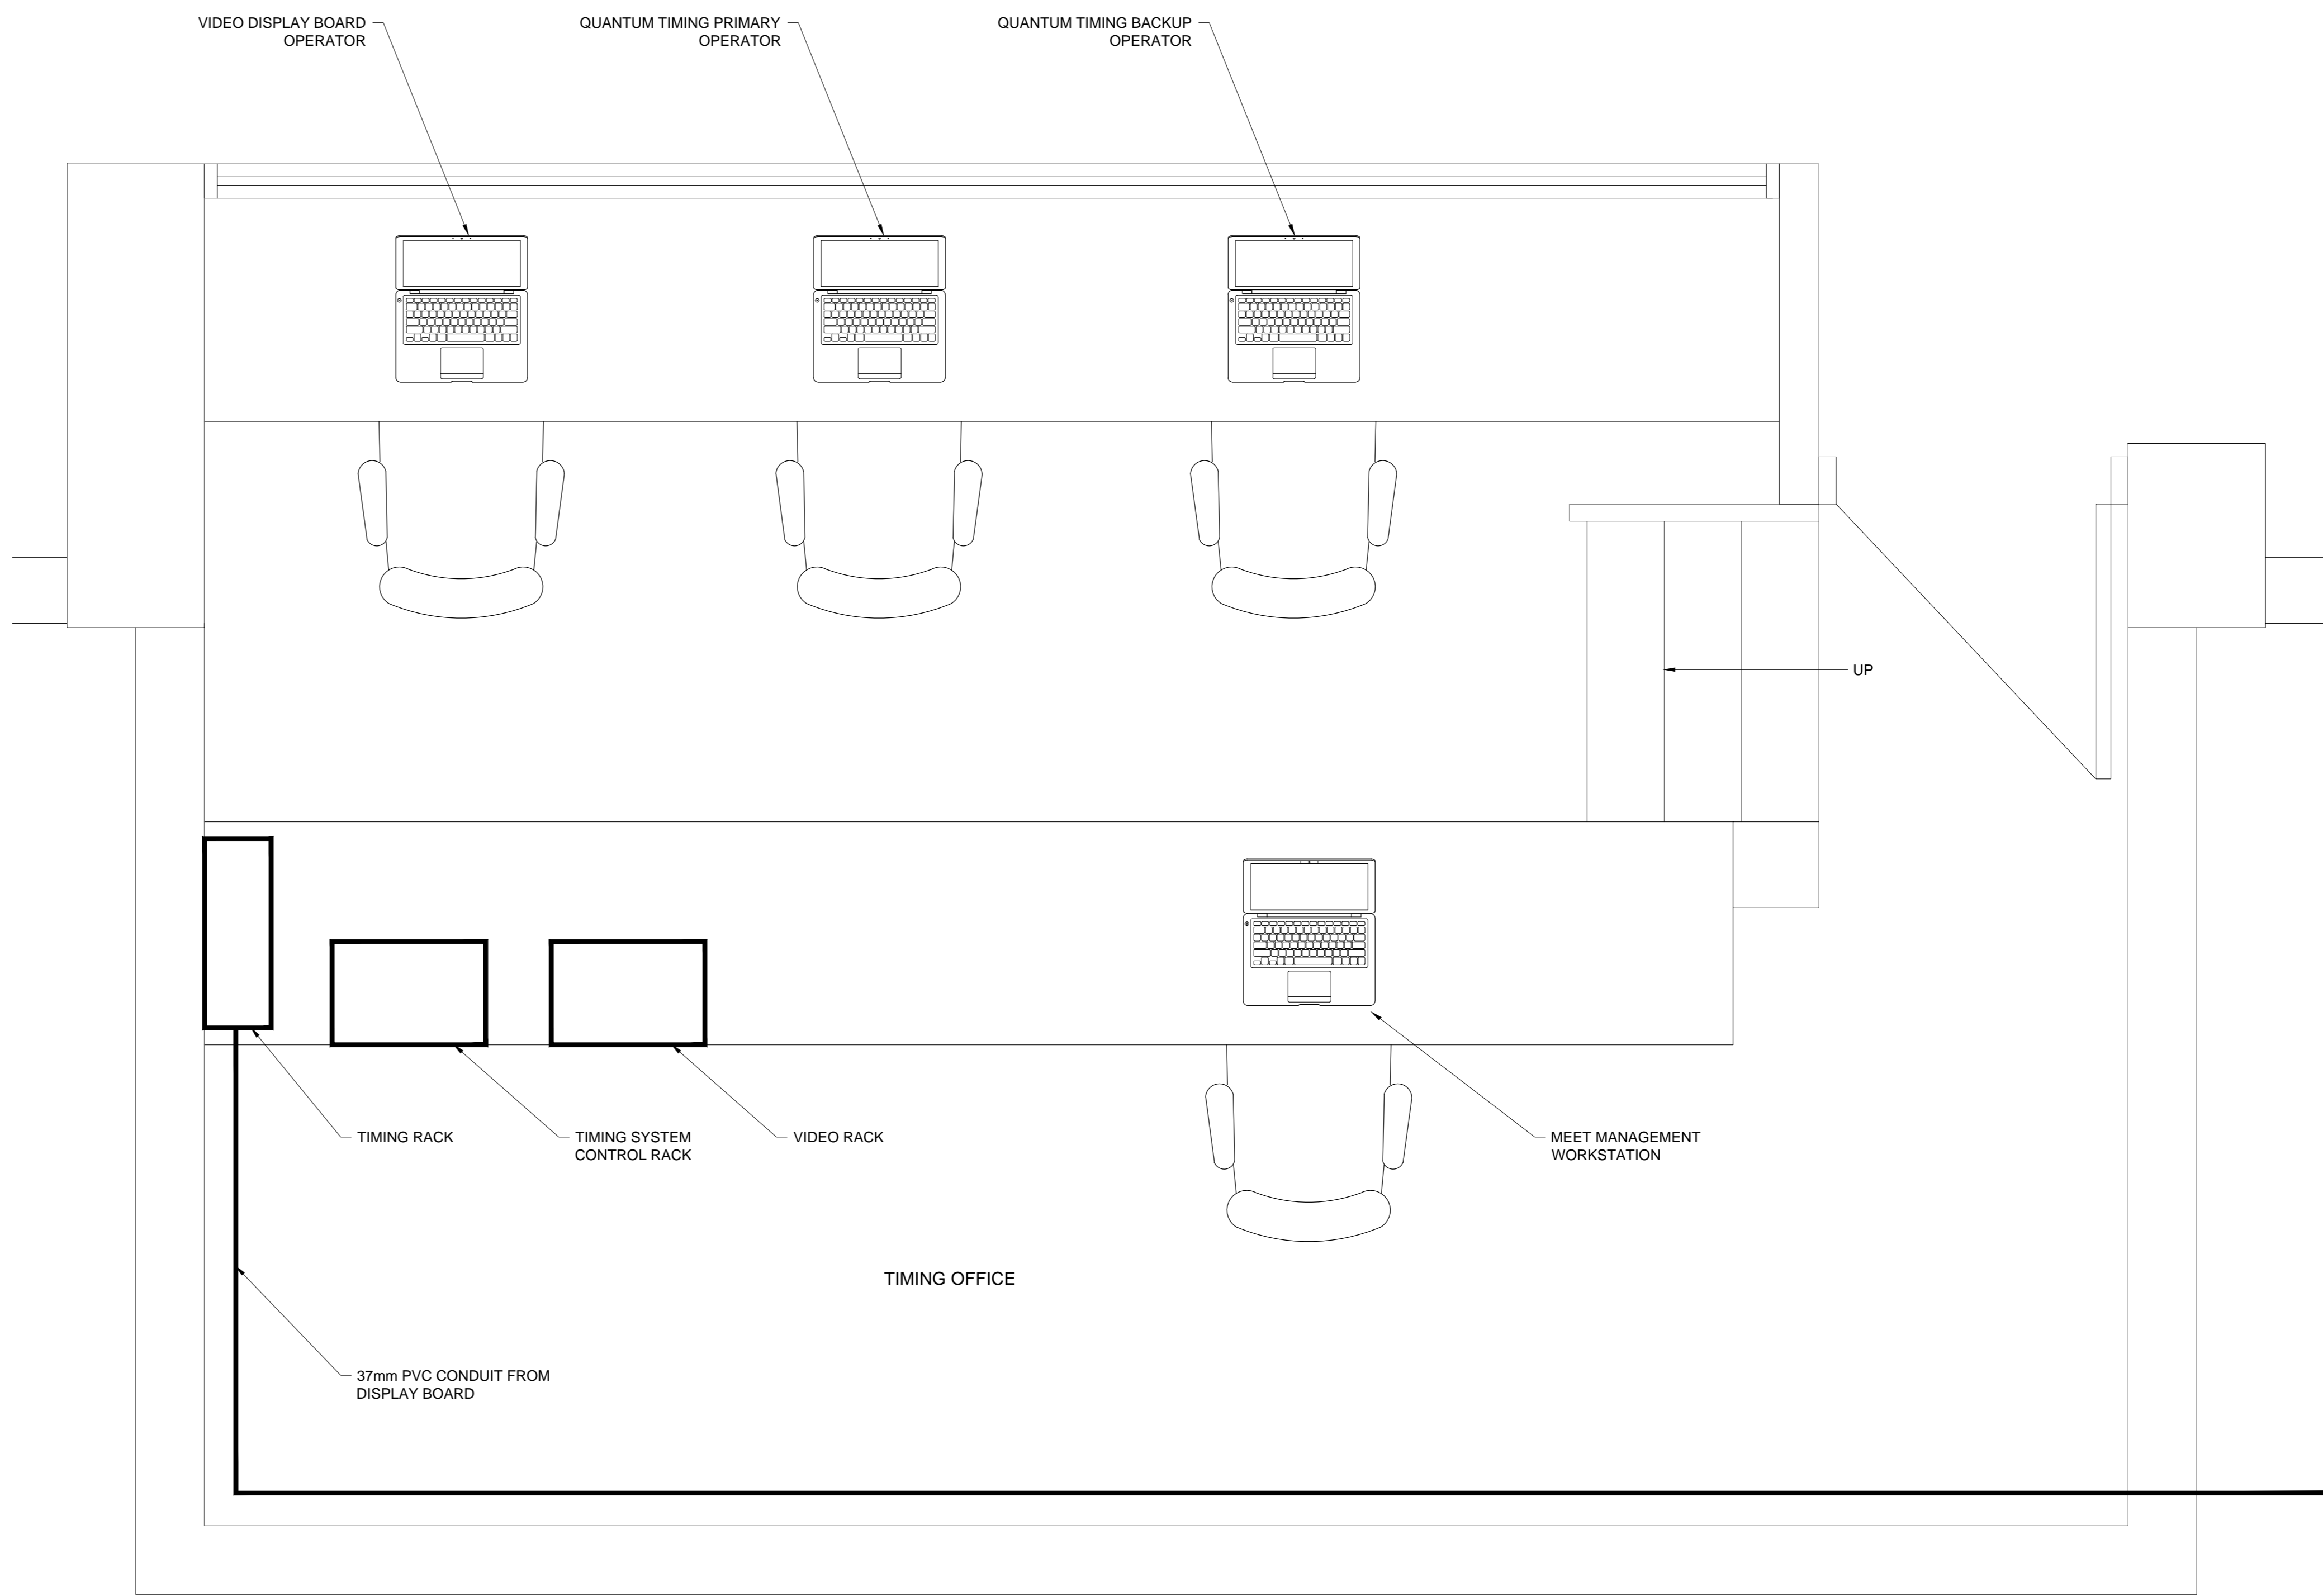 VIDEO DISPLAY BOARD
OPERATOR
QUANTUM TIMING PRIMARY
OPERATOR
QUANTUM TIMING BACKUP
OPERATOR
UP
TIMING RACK
TIMING SYSTEM
CONTROL RACK
VIDEO RACK
MEET MANAGEMENT
WORKSTATION
TIMING OFFICE
37mm PVC CONDUIT FROM
DISPLAY BOARD